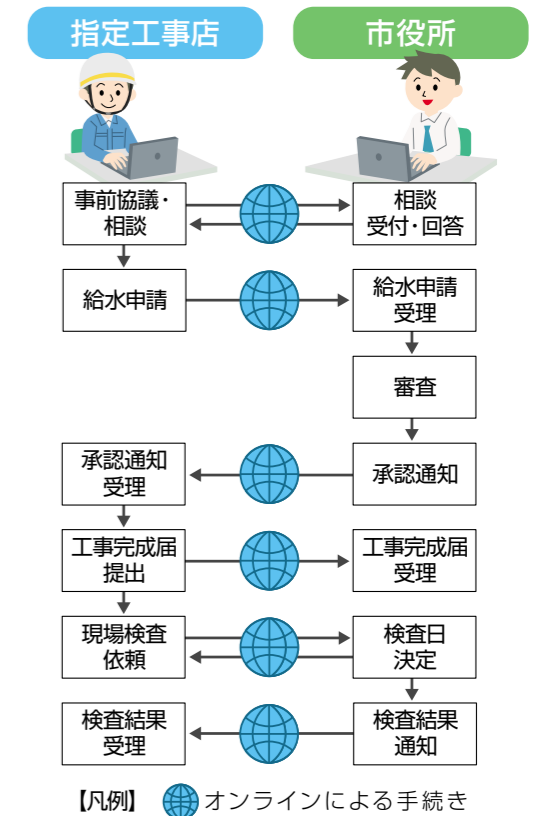 指定工事店
市役所
事前協議・
相談
相談
受付・回答
給水申請
給水申請
受理
審査
承認通知
受理
承認通知
工事完成届
提出
工事完成届
受理
現場検査
依頼
検査日
決定
検査結果
受理
検査結果
通知
【凡例】 オンラインによる手続き